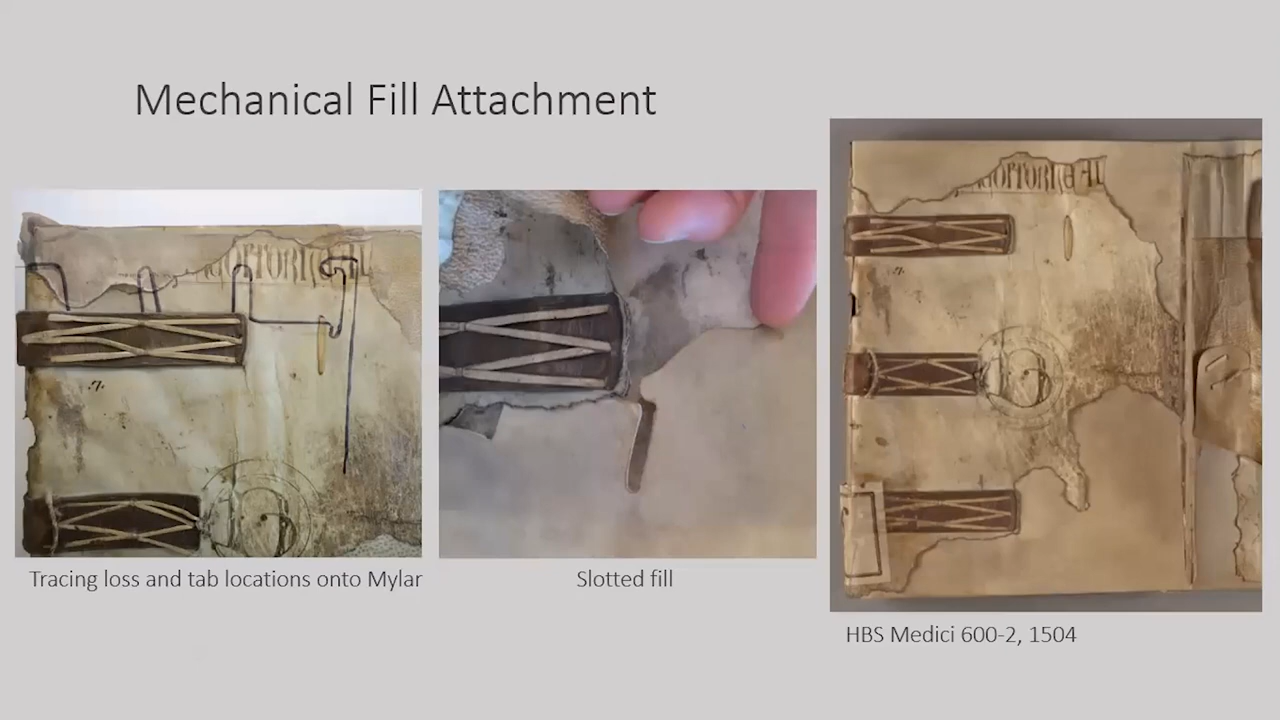 Mechanical Fill Attachment
Tracing loss and tab locations onto Mylar
Slotted fill
HBS Medici 600-2, 1504